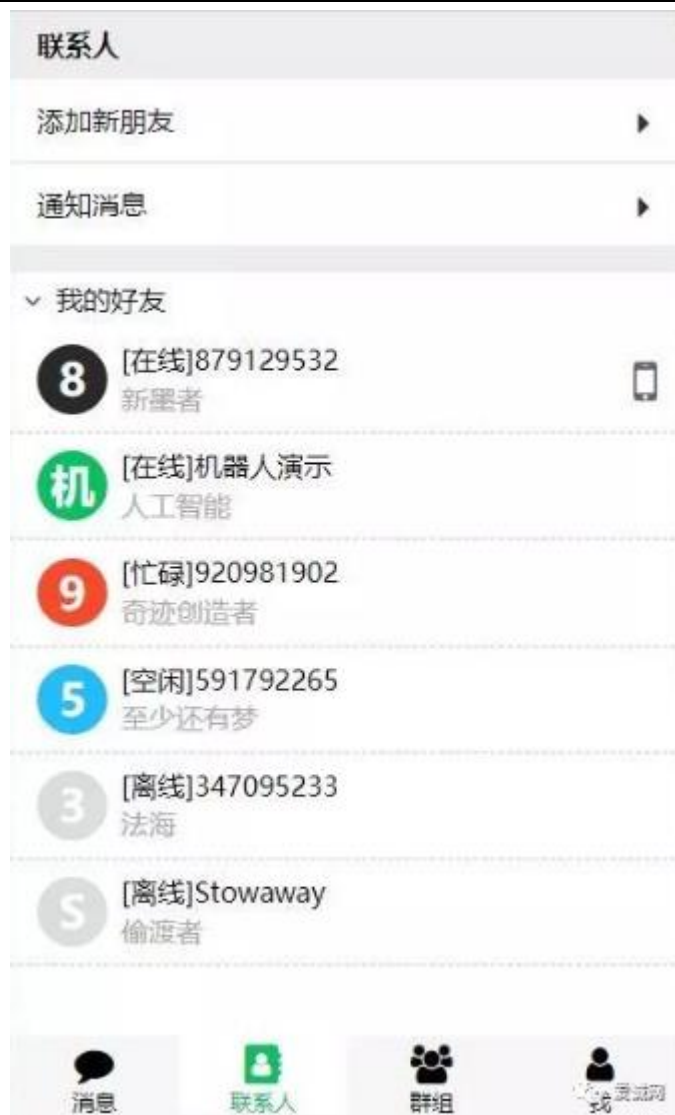 联系人
添加新朋友
通知消息
我的好友
8
[在线]879129532
新墨者
机
[在线]机器人演示
人工智能
9
[忙碌]920981902
奇迹创造者
5
[空闲]591792265
至少还有梦
3
[离线]347095233
法海
S
[离线]Stowaway
偷渡者
消息
联系人
群组
我